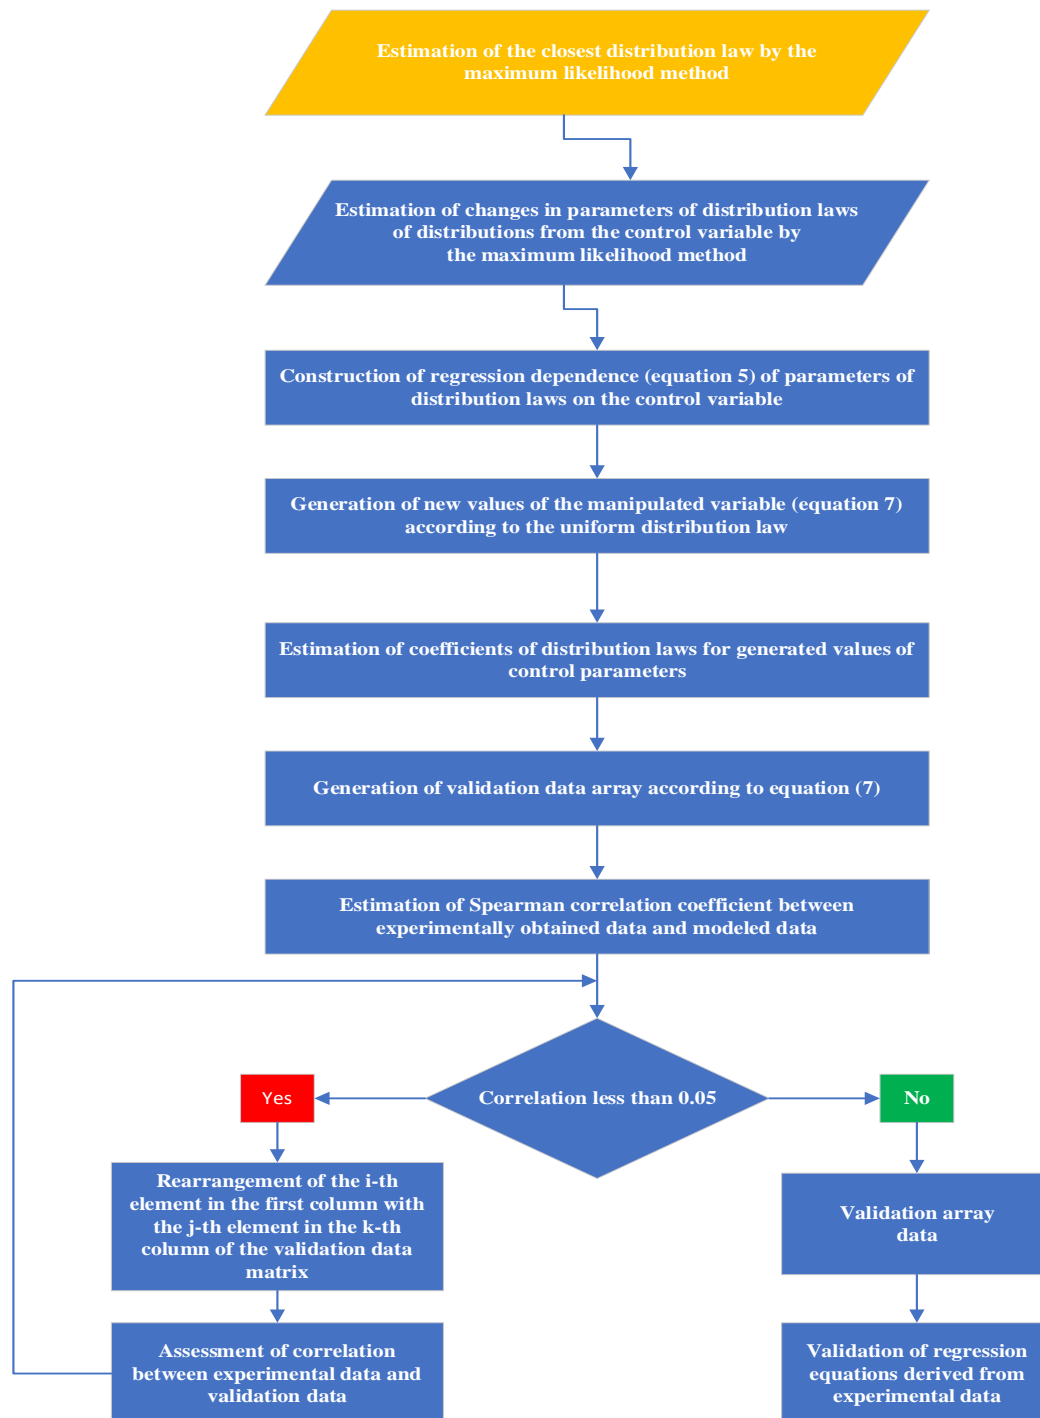 Estimation of the closest distribution law by the
maximum likelihood method
Estimation of changes in parameters of distribution laws
of distributions from the control variable by
the maximum likelihood method
Construction of regression dependence (equation 5) of parameters of
distribution laws on the control variable
Generation of new values of the manipulated variable (equation 7)
according to the uniform distribution law
Estimation of coefficients of distribution laws for generated values of
control parameters
Generation of validation data array according to equation (7)
Estimation of Spearman correlation coefficient between
experimentally obtained data and modeled data
Correlation less than 0.05
Yes
No
Rearrangement of the i-th
element in the first column with
the j-th element in the k-th
column of the validation data
matrix
Validation array
data
Assessment of correlation
between experimental data and
validation data
Validation of regression
equations derived from
experimental data